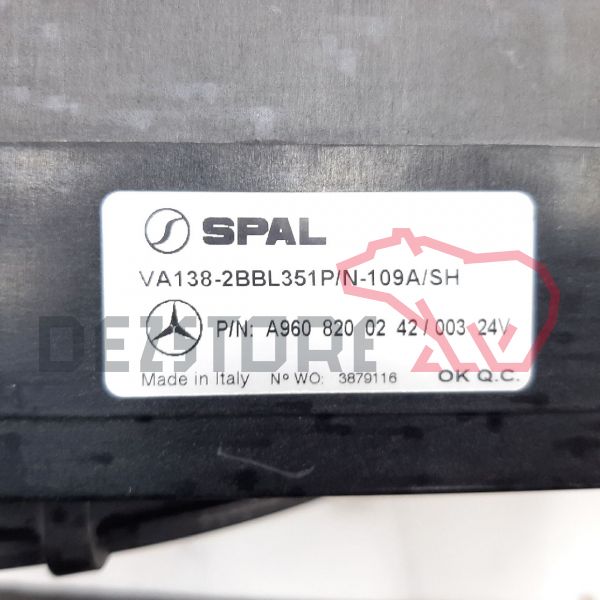 SPAL
VA138-2BBL351P/N-109A/SH
P/N: A960 820 02 42/003 24V
DEZSTORE
Made in Italy Nº WO: 3879116 OK Q.C.